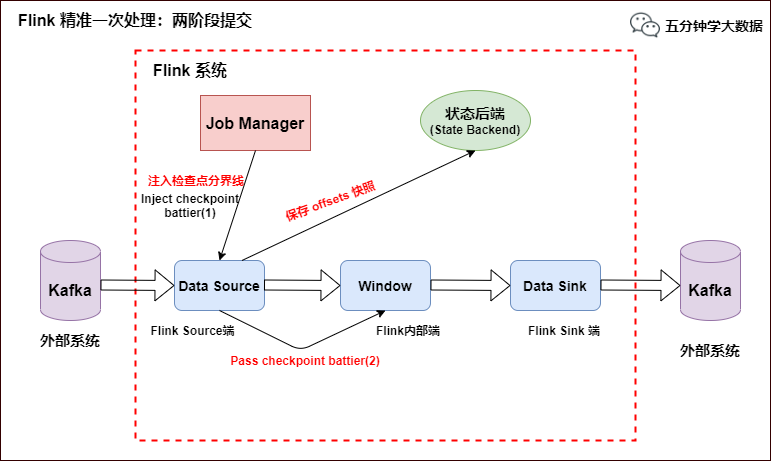 Flink 精准一次处理：两阶段提交
五分钟学大数据
Flink 系统
Job Manager
状态后端
(State Backend)
注入检查点分界线
Inject checkpoint
battier(1)
保存 offsets 快照
Kafka
Data Source
Window
Data Sink
Kafka
外部系统
Flink Source端
Flink内部端
Flink Sink 端
外部系统
Pass checkpoint battier(2)